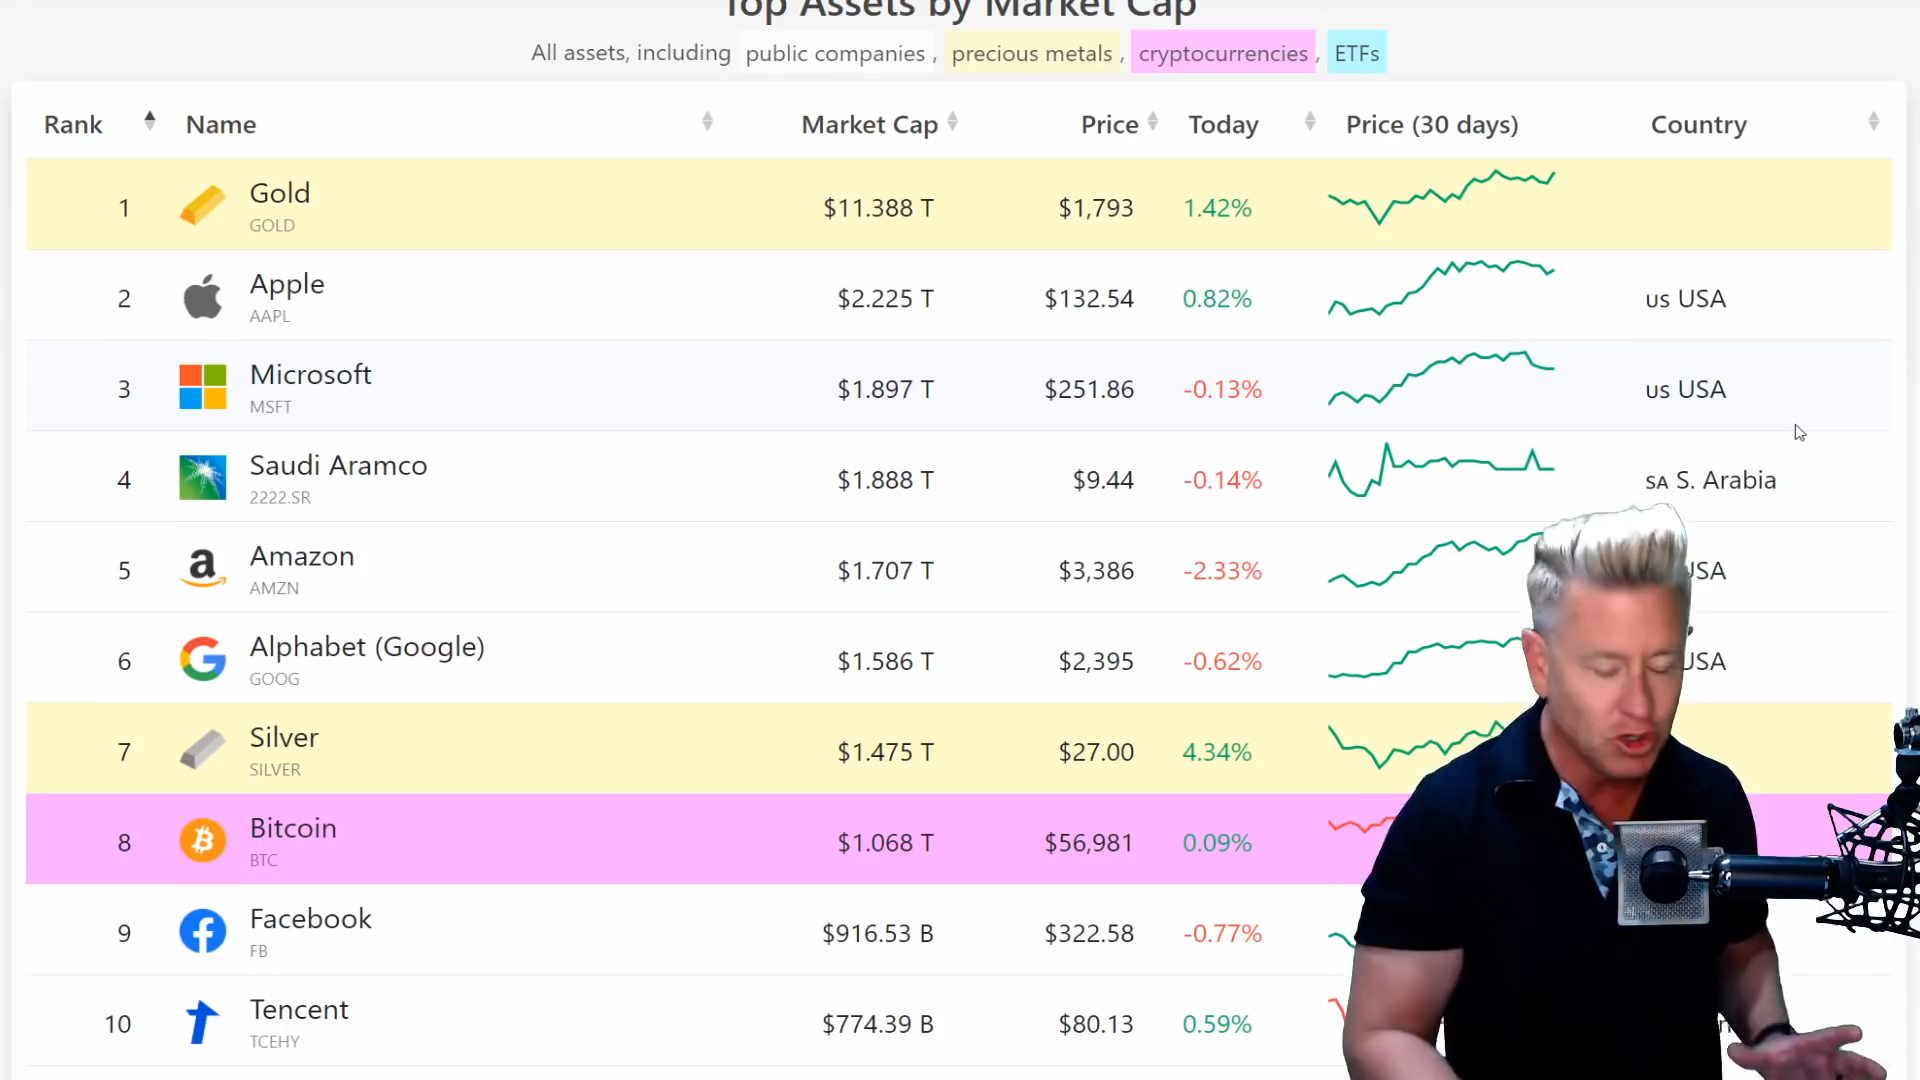 Top Assets by Market Cap
All assets, including public companies, precious metals, cryptocurrencies, ETFs
Rank Name Market Cap Price Today Price (30 days) Country
1 Gold $11.388 T $1,793 1.42%
GOLD
2 Apple $2.225 T $132.54 0.82% US USA
AAPL
3 Microsoft $1.897 T $251.86 -0.13% US USA
MSFT
4 Saudi Aramco $1.888 T $9.44 -0.14% SA S. Arabia
2222.SR
5 Amazon $1.707 T $3,386 -2.33% USA
AMZN
6 Alphabet (Google) $1.586 T $2,395 -0.62% USA
GOOG
7 Silver $1.475 T $27.00 4.34%
SILVER
8 Bitcoin $1.068 T $56,981 0.09%
BTC
9 Facebook $916.53 B $322.58 -0.77%
FB
10 Tencent $774.39 B $80.13 0.59%
TCEHY